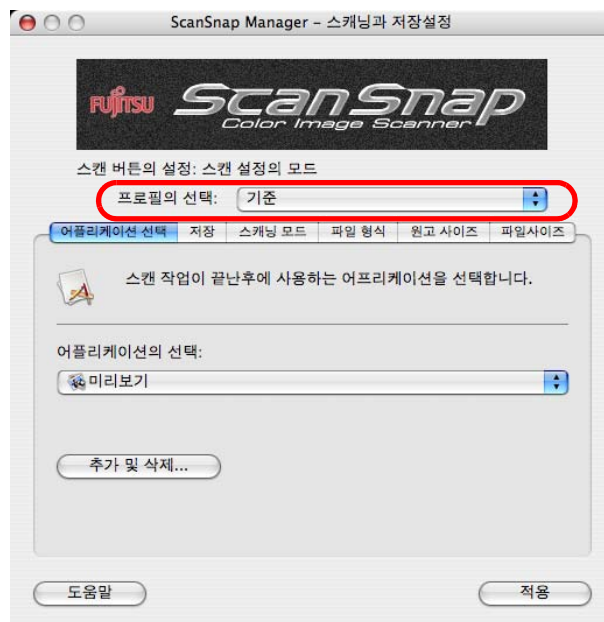 ScanSnap Manager – 스캐닝과 저장설정
FUJITSU ScanSnap
Color Image Scanner
스캔 버튼의 설정: 스캔 설정의 모드
프로필의 선택: 기준
어플리케이션 선택 저장 스캐닝 모드 파일 형식 원고 사이즈 파일사이즈
스캔 작업이 끝난후에 사용하는 어프리케이션을 선택합니다.
어플리케이션의 선택:
미리보기
추가 및 삭제...
도움말 적용